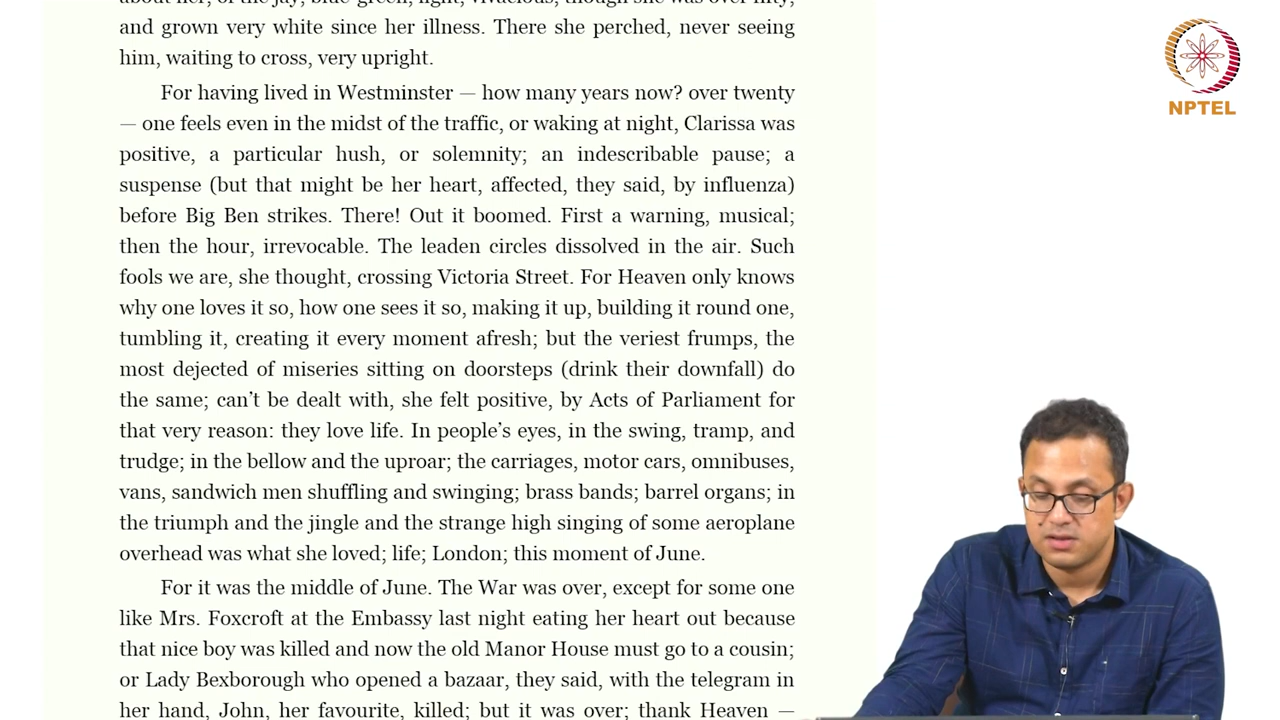 about her, of the jay, blue-green, light, vivacious, though she was over fifty,
and grown very white since her illness. There she perched, never seeing
him, waiting to cross, very upright.
For having lived in Westminster — how many years now? over twenty
— one feels even in the midst of the traffic, or waking at night, Clarissa was
positive, a particular hush, or solemnity; an indescribable pause; a
suspense (but that might be her heart, affected, they said, by influenza)
before Big Ben strikes. There! Out it boomed. First a warning, musical;
then the hour, irrevocable. The leaden circles dissolved in the air. Such
fools we are, she thought, crossing Victoria Street. For Heaven only knows
why one loves it so, how one sees it so, making it up, building it round one,
tumbling it, creating it every moment afresh; but the veriest frumps, the
most dejected of miseries sitting on doorsteps (drink their downfall) do
the same; can’t be dealt with, she felt positive, by Acts of Parliament for
that very reason: they love life. In people’s eyes, in the swing, tramp, and
trudge; in the bellow and the uproar; the carriages, motor cars, omnibuses,
vans, sandwich men shuffling and swinging; brass bands; barrel organs; in
the triumph and the jingle and the strange high singing of some aeroplane
overhead was what she loved; life; London; this moment of June.
For it was the middle of June. The War was over, except for some one
like Mrs. Foxcroft at the Embassy last night eating her heart out because
that nice boy was killed and now the old Manor House must go to a cousin;
or Lady Bexborough who opened a bazaar, they said, with the telegram in
her hand, John, her favourite, killed; but it was over; thank Heaven —
NPTEL